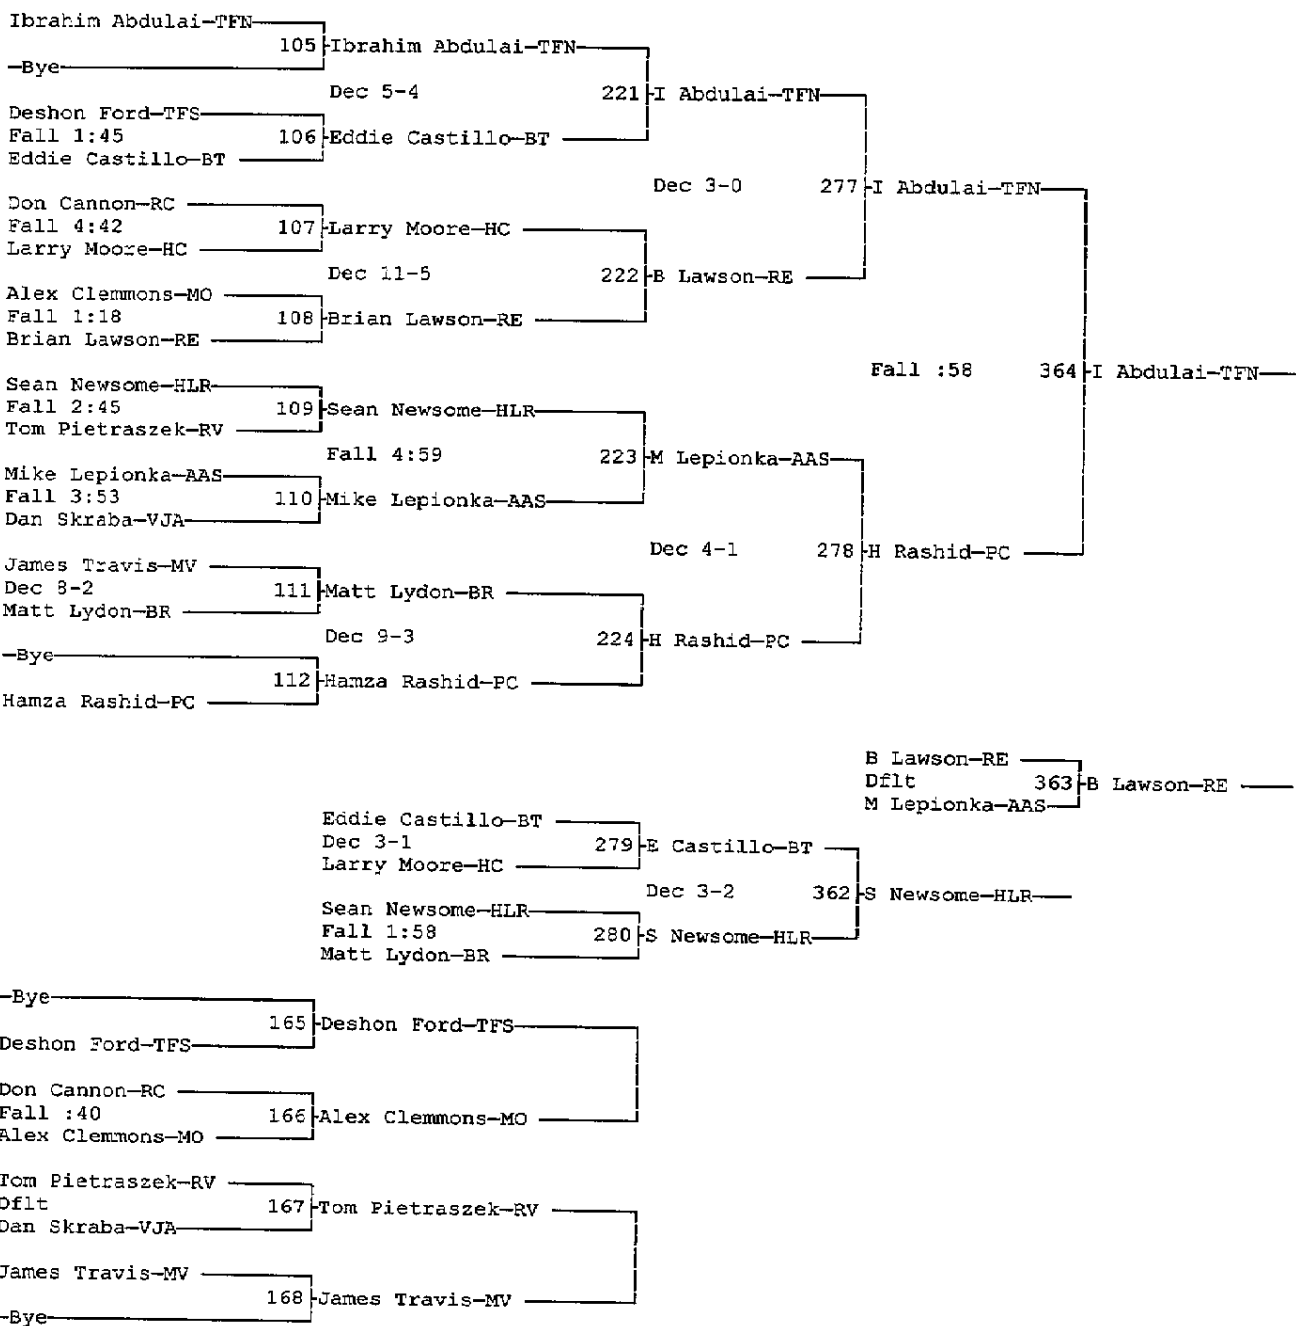 Ibrahim Abdulai-TFN
105 Ibrahim Abdulai-TFN
-Bye
Dec 5-4
221 I Abdulai-TFN
Deshon Ford-TFS
Fall 1:45
106 Eddie Castillo-BT
Eddie Castillo-BT
Dec 3-0
277 I Abdulai-TFN
Don Cannon-RC
Fall 4:42
107 Larry Moore-HC
Larry Moore-HC
Dec 11-5
222 B Lawson-RE
Alex Clemmons-MO
Fall 1:18
108 Brian Lawson-RE
Brian Lawson-RE
Fall :58
364 I Abdulai-TFN
Sean Newsome-HLR
Fall 2:45
109 Sean Newsome-HLR
Tom Pietraszek-RV
Fall 4:59
223 M Lepionka-AAS
Mike Lepionka-AAS
Fall 3:53
110 Mike Lepionka-AAS
Dan Skraba-VJA
Dec 4-1
278 H Rashid-PC
James Travis-MV
Dec 8-2
111 Matt Lydon-BR
Matt Lydon-BR
Dec 9-3
224 H Rashid-PC
-Bye
112 Hamza Rashid-PC
Hamza Rashid-PC
B Lawson-RE
Dflt
363 B Lawson-RE
M Lepionka-AAS
Eddie Castillo-BT
Dec 3-1
279 E Castillo-BT
Larry Moore-HC
Dec 3-2
362 S Newsome-HLR
Sean Newsome-HLR
Fall 1:58
280 S Newsome-HLR
Matt Lydon-BR
-Bye
165 Deshon Ford-TFS
Deshon Ford-TFS
Don Cannon-RC
Fall :40
166 Alex Clemmons-MO
Alex Clemmons-MO
Tom Pietraszek-RV
Dflt
167 Tom Pietraszek-RV
Dan Skraba-VJA
James Travis-MV
168 James Travis-MV
-Bye